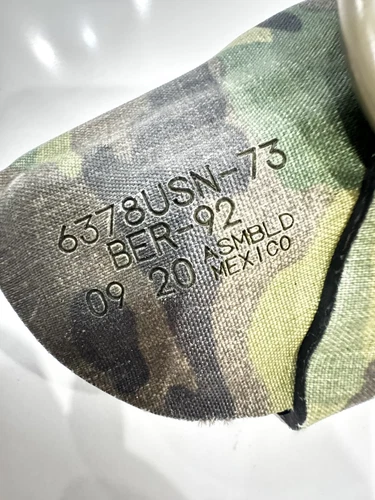 6378USN-73
BER-92
09 20 ASMBLD
MEXICO